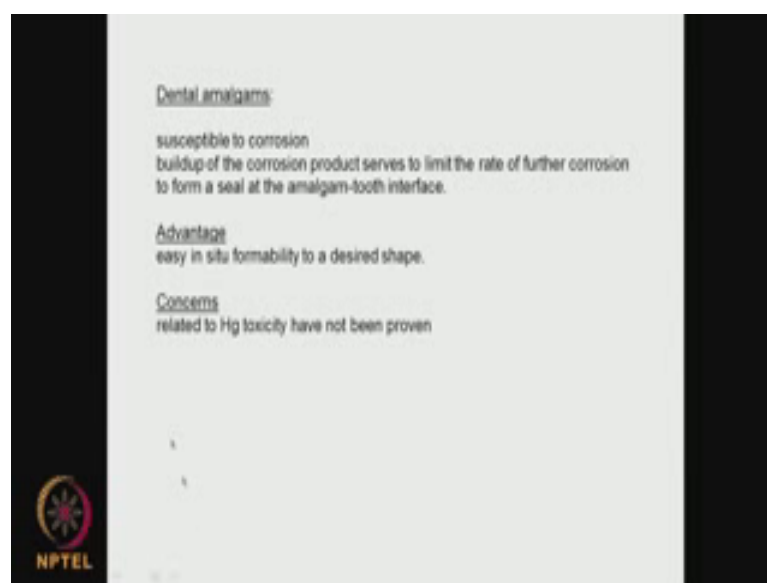 Dental amalgams:
susceptible to corrosion
buildup of the corrosion product serves to limit the rate of further corrosion
to form a seal at the amalgam-tooth interface.
Advantage
easy in situ formability to a desired shape.
Concerns
related to Hg toxicity have not been proven
NPTEL